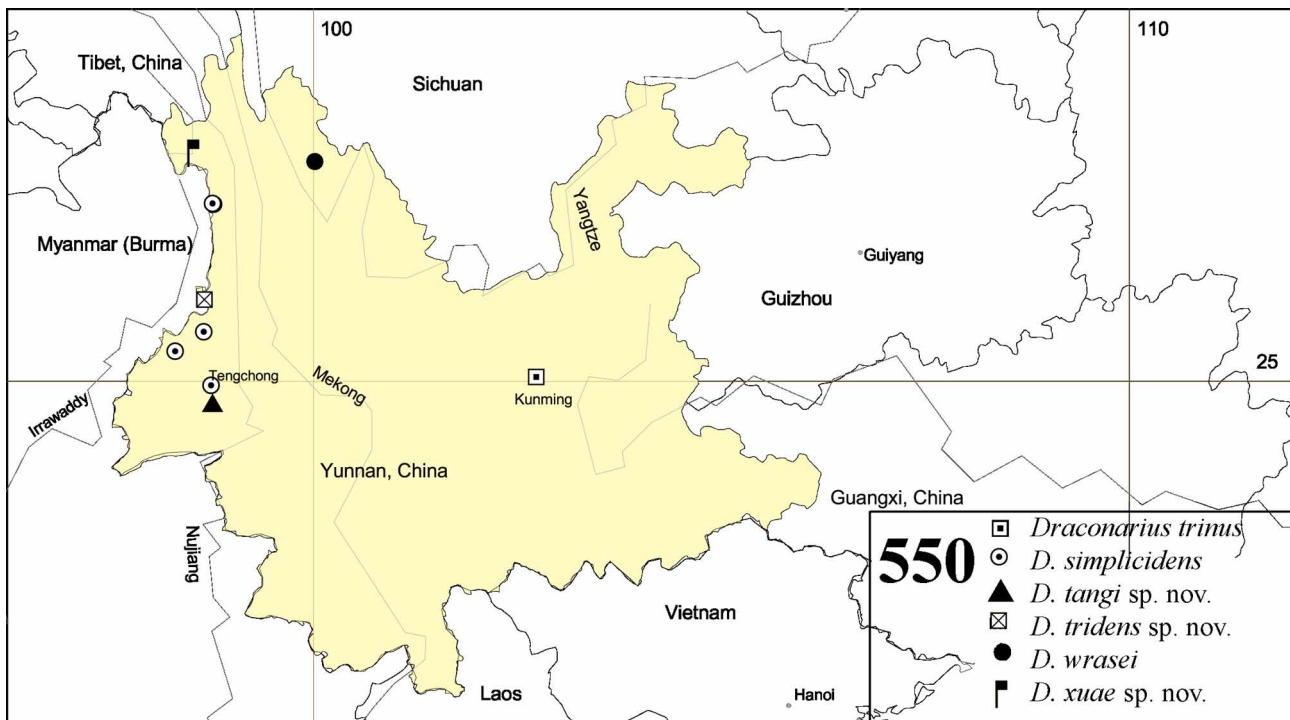 100
110
Tibet, China
Sichuan
Myanmar (Burma)
Yangtze
Guiyang
Guizhou
25
Tengchong
Mekong
Kunming
Irrawaddy
Yunnan, China
Guangxi, China
Nujiang
Vietnam
Laos
Hanoi
550
Draconarius trinus
D. simplicidens
D. tangi sp. nov.
D. tridens sp. nov.
D. wrasei
D. xuae sp. nov.